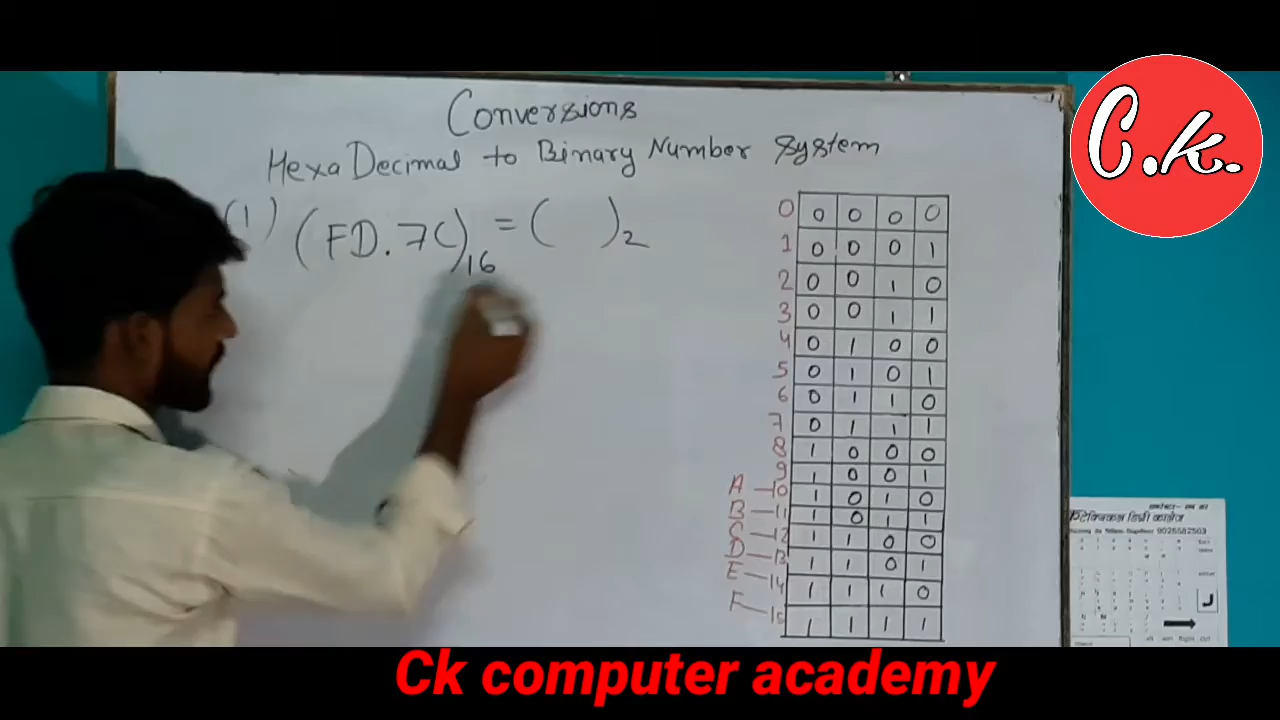 Conversions
HexaDecimal to Binary Number System
(1) (FD.7C)16 = ( )2
0 0 0 0 0
1 0 0 0 1
2 0 0 1 0
3 0 0 1 1
4 0 1 0 0
5 0 1 0 1
6 0 1 1 0
7 0 1 1 1
8 1 0 0 0
9 1 0 0 1
A - 10 1 0 1 0
B - 11 1 0 1 1
C - 12 1 1 0 0
D - 13 1 1 0 1
E - 14 1 1 1 0
F - 15 1 1 1 1
C.k.
Ck computer academy